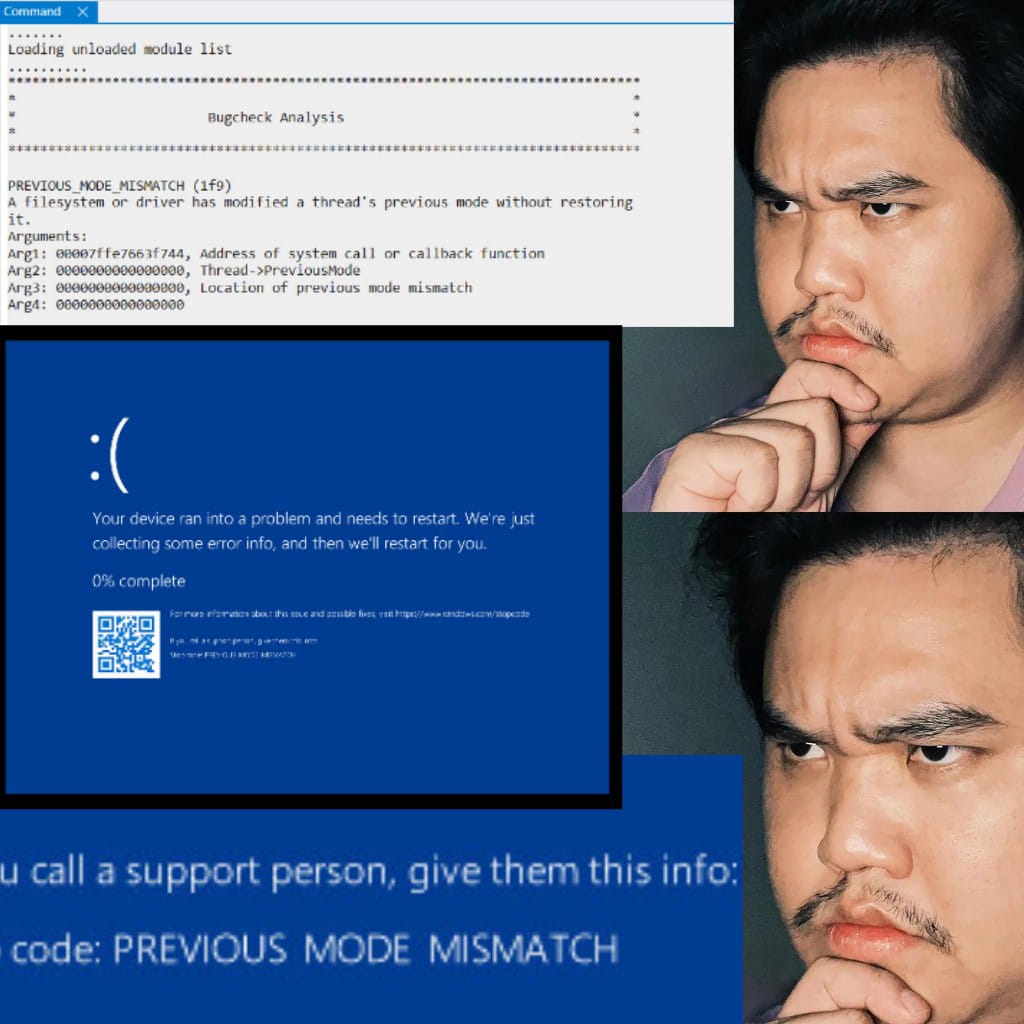 Command X
.......
Loading unloaded module list
..........
*******************************************************************************
* *
* Bugcheck Analysis *
* *
*******************************************************************************
PREVIOUS_MODE_MISMATCH (1f9)
A filesystem or driver has modified a thread's previous mode without restoring
it.
Arguments:
Arg1: 00007ffe7663f744, Address of system call or callback function
Arg2: 0000000000000000, Thread->PreviousMode
Arg3: 0000000000000000, Location of previous mode mismatch
Arg4: 0000000000000000
:(
Your device ran into a problem and needs to restart. We're just
collecting some error info, and then we'll restart for you.
0% complete
For more information about this issue and possible fixes, visit https://www.windows.com/stopcode
If you call a support person, give them this info:
Stop code: PREVIOUS MODE MISMATCH
u call a support person, give them this info:
code: PREVIOUS MODE MISMATCH